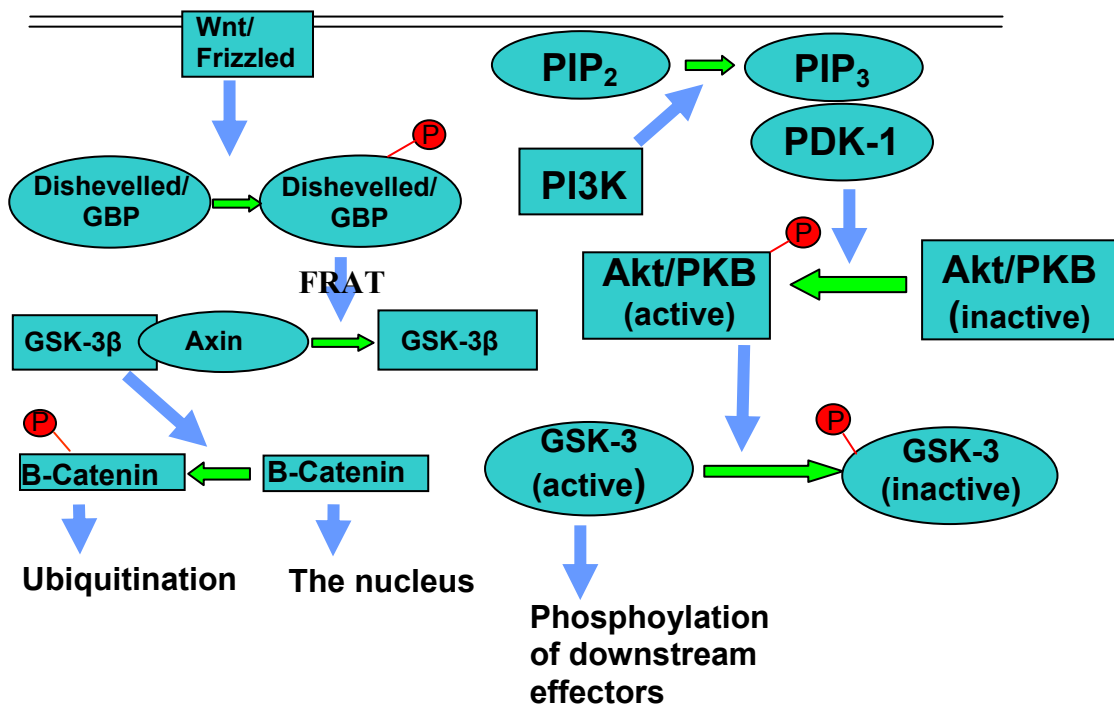 Wnt/
Frizzled
PIP2
PIP3
PDK-1
PI3K
P
Dishevelled/
GBP
Dishevelled/
GBP
FRAT
P
Akt/PKB
(active)
Akt/PKB
(inactive)
GSK-3β
Axin
GSK-3β
P
B-Catenin
B-Catenin
Ubiquitination
The nucleus
P
GSK-3
(active)
GSK-3
(inactive)
Phosphoylation
of downstream
effectors